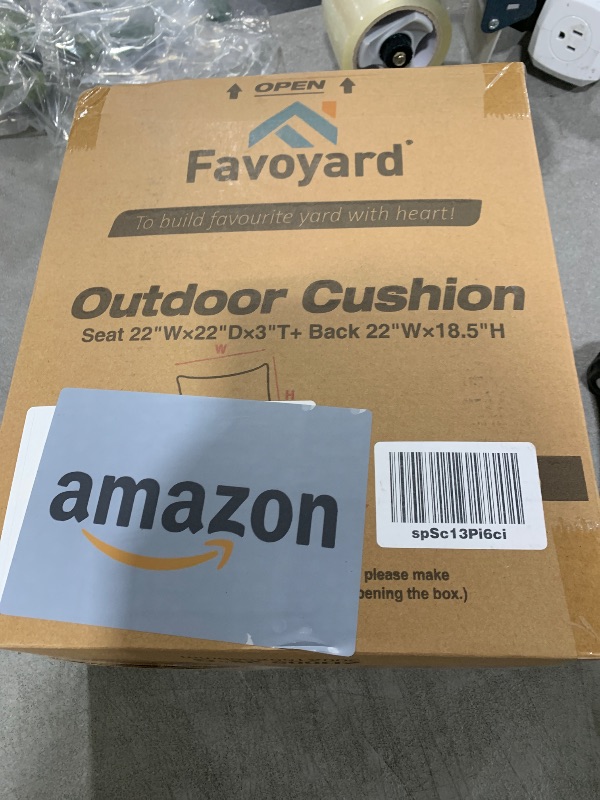 OPEN
Favoyard
To build favourite yard with heart!
Outdoor Cushion
Seat 22"W×22"D×3"T+ Back 22"W×18.5"H
W
H
amazon
spSc13Pi6ci
please make
opening the box.)